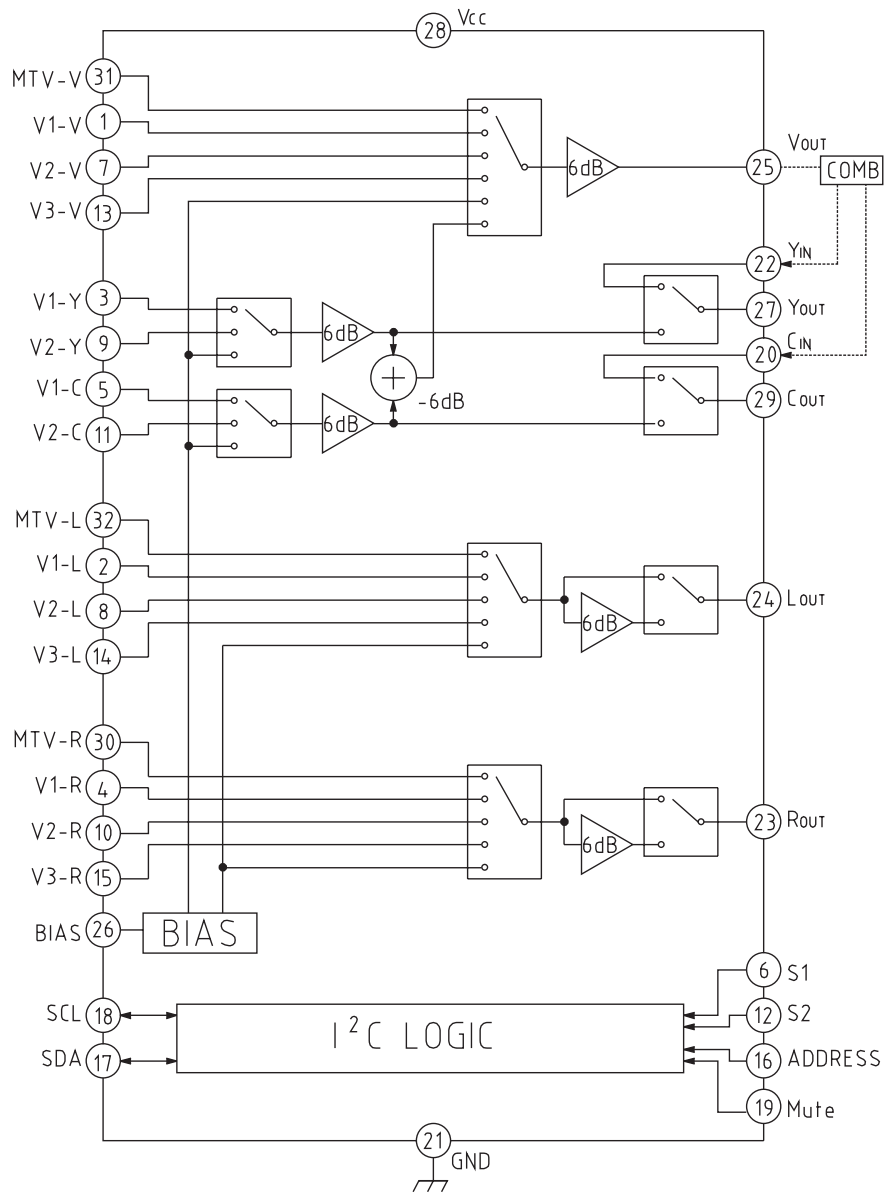 28 VCC
MTV-V 31
V1-V 1
V2-V 7
V3-V 13
6dB
25 VOUT
COMB
22 YIN
V1-Y 3
27 YOUT
V2-Y 9
6dB
20 CIN
V1-C 5
-6dB
29 COUT
V2-C 11
6dB
MTV-L 32
V1-L 2
V2-L 8
6dB
24 LOUT
V3-L 14
MTV-R 30
V1-R 4
V2-R 10
6dB
23 ROUT
V3-R 15
BIAS 26
BIAS
6 S1
SCL 18
I²C LOGIC
12 S2
SDA 17
16 ADDRESS
19 Mute
21
GND